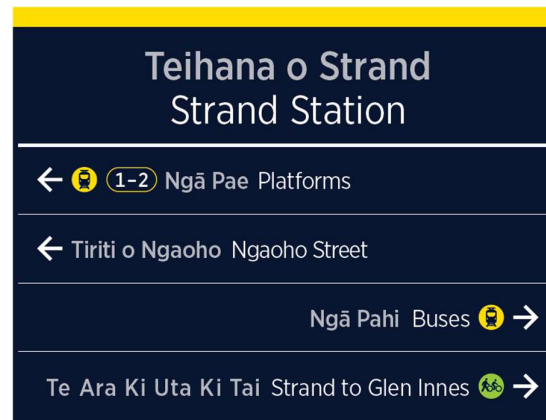 Teihana o Strand
Strand Station
← 1-2 Ngā Pae Platforms
← Tiriti o Ngaoho Ngaoho Street
Ngā Pahi Buses →
Te Ara Ki Uta Ki Tai Strand to Glen Innes →